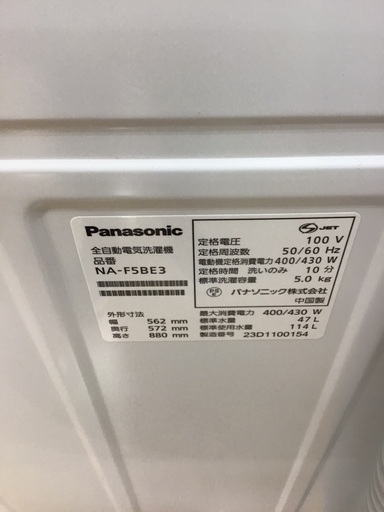 Panasonic
全自動電気洗濯機
品番
NA-F5BE3
外形寸法
幅 562 mm
奥行 572 mm
高さ 880 mm
S JET
定格電圧 100 V
定格周波数 50/60 Hz
電動機定格消費電力 400/430 W
定格時間 洗いのみ 10 分
標準洗濯容量 5.0 kg
PS E パナソニック株式会社
中国製
最大消費電力 400/430 W
標準水量 47 L
標準使用水量 114 L
製造番号 23D1100154